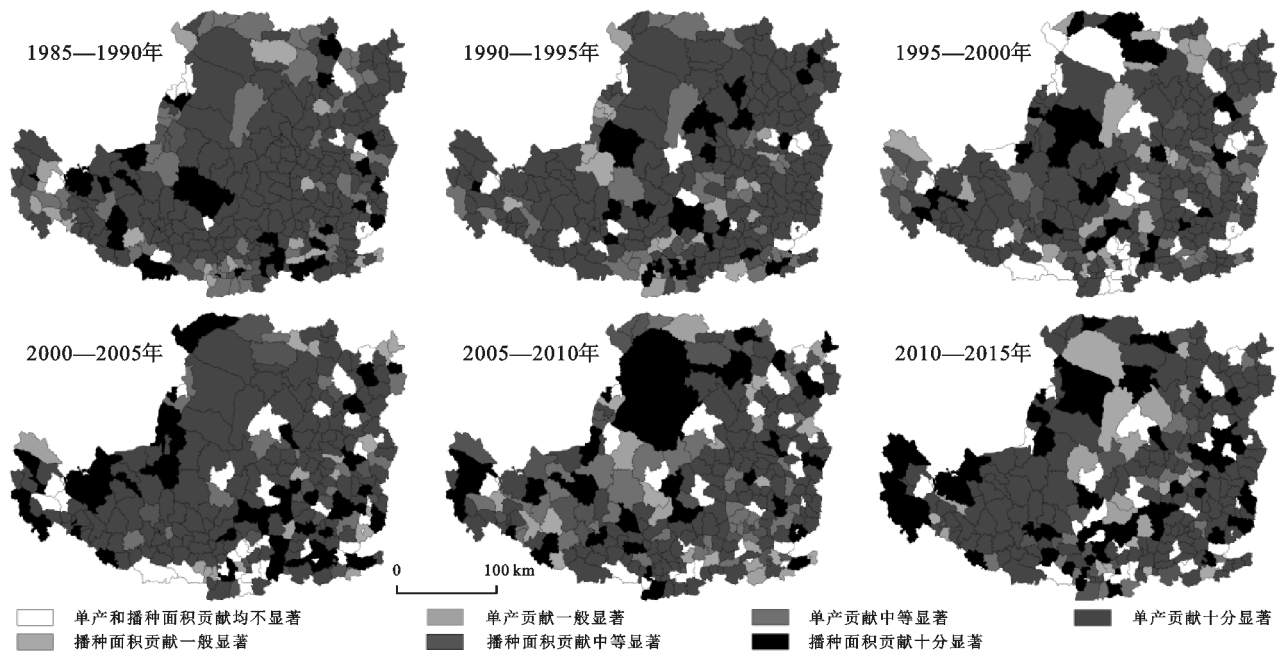 1985—1990年
1990—1995年
1995—2000年
2000—2005年
2005—2010年
2010—2015年
0 100 km
单产和播种面积贡献均不显著
单产贡献一般显著
单产贡献中等显著
单产贡献十分显著
播种面积贡献一般显著
播种面积贡献中等显著
播种面积贡献十分显著